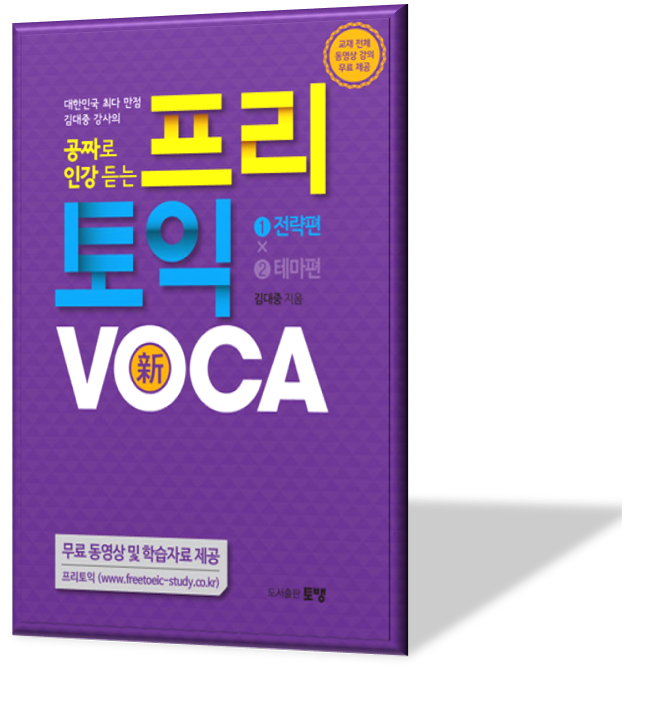 교재 전체
동영상 강의
무료 제공
대한민국 최다 만점
김대중 강사의
공짜로
인강 듣는
프리
토익
1 전략편
×
2 테마편
김대중 지음
VOCA
新
무료 동영상 및 학습자료 제공
프리토익 (www.freetoeic-study.co.kr)
도서출판 토맹